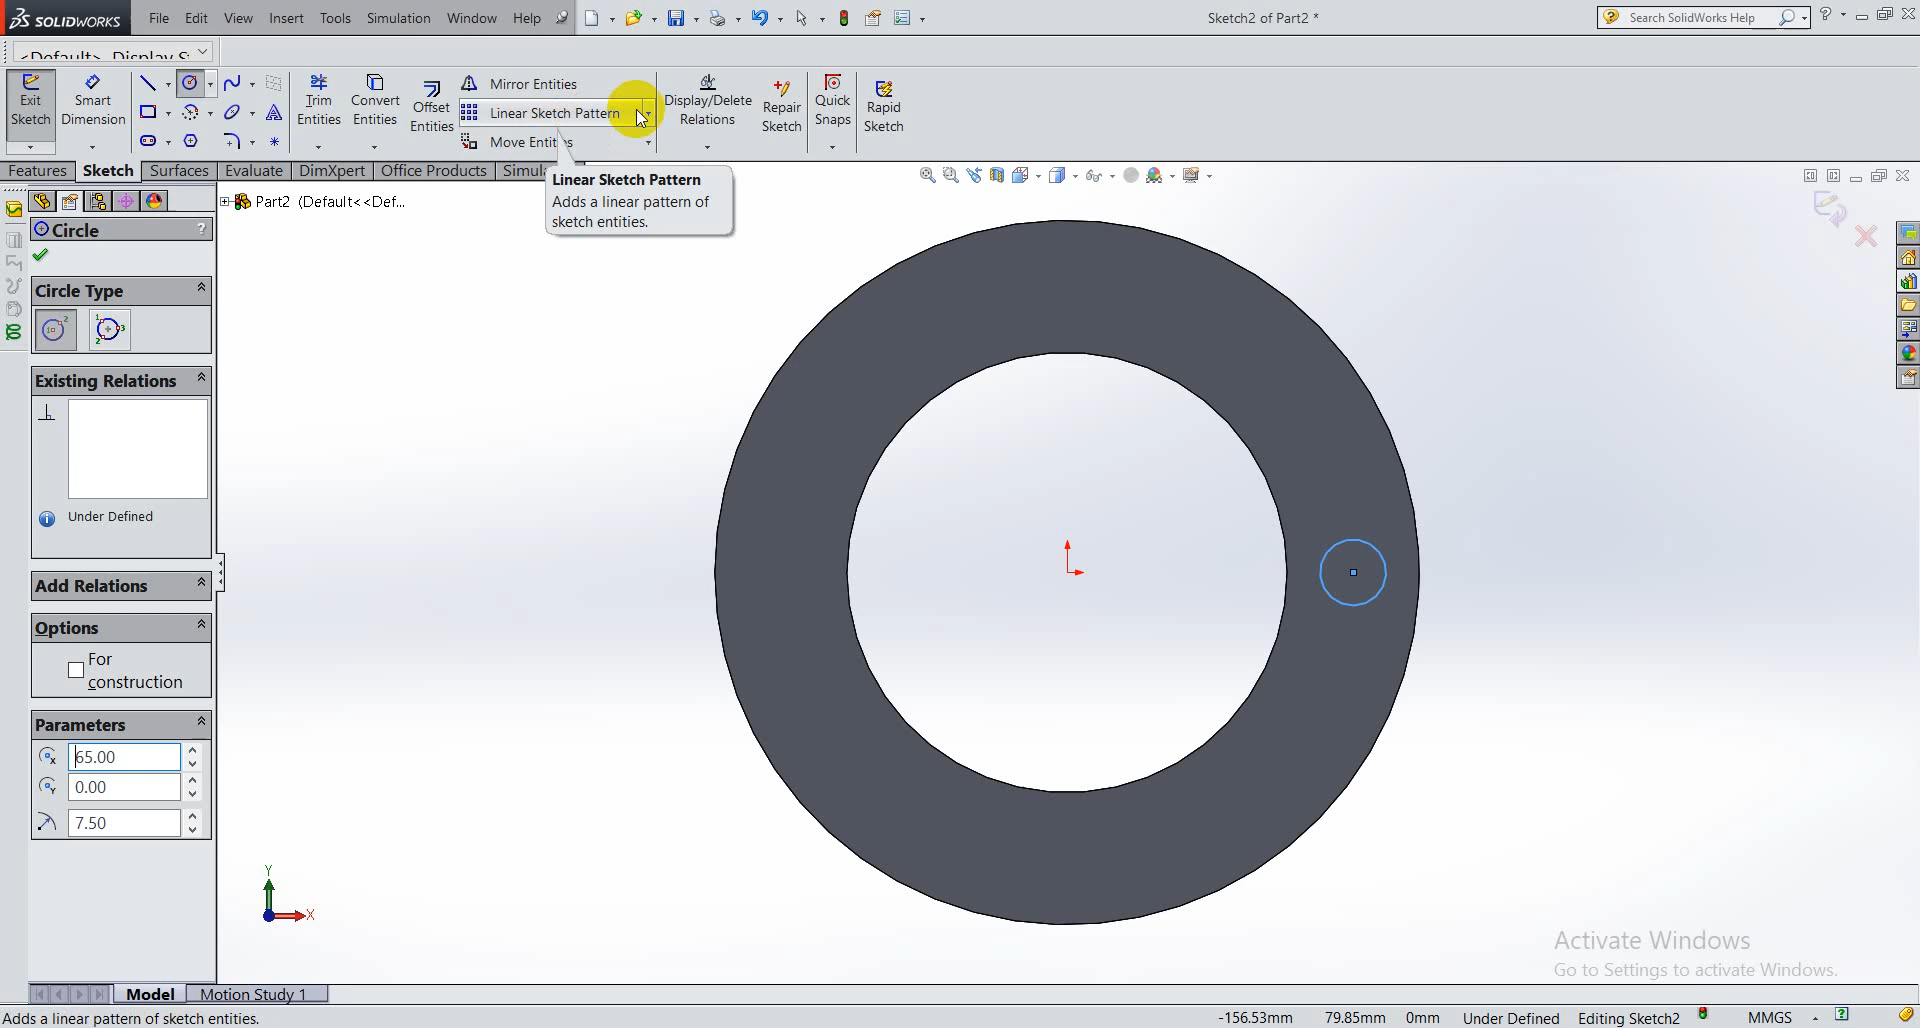 SOLIDWORKS
File Edit View Insert Tools Simulation Window Help
Sketch2 of Part2 *
Search SolidWorks Help
<Default>_Display S
Exit Sketch
Smart Dimension
Trim Entities
Convert Entities
Offset Entities
Mirror Entities
Linear Sketch Pattern
Move Entities
Display/Delete Relations
Repair Sketch
Quick Snaps
Rapid Sketch
Features Sketch Surfaces Evaluate DimXpert Office Products Simula
Linear Sketch Pattern
Adds a linear pattern of
sketch entities.
Part2 (Default<<Def...
Circle ?
Circle Type
Existing Relations
Under Defined
Add Relations
Options
For
construction
Parameters
65.00
0.00
7.50
Y
X
Activate Windows
Go to Settings to activate Windows.
Model Motion Study 1
Adds a linear pattern of sketch entities.
-156.53mm 79.85mm 0mm Under Defined Editing Sketch2 MMGS